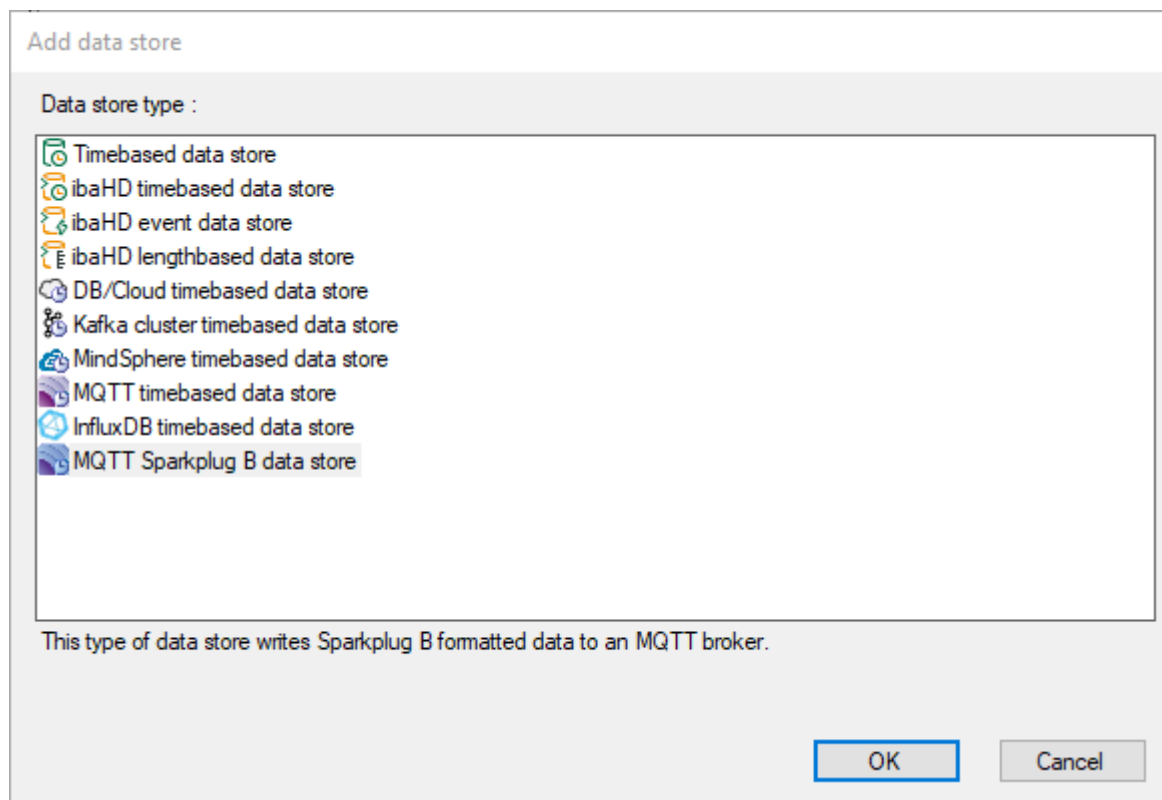 Add data store
Data store type :
Timebased data store
ibaHD timebased data store
ibaHD event data store
ibaHD lengthbased data store
DB/Cloud timebased data store
Kafka cluster timebased data store
MindSphere timebased data store
MQTT timebased data store
InfluxDB timebased data store
MQTT Sparkplug B data store
This type of data store writes Sparkplug B formatted data to an MQTT broker.
OK
Cancel